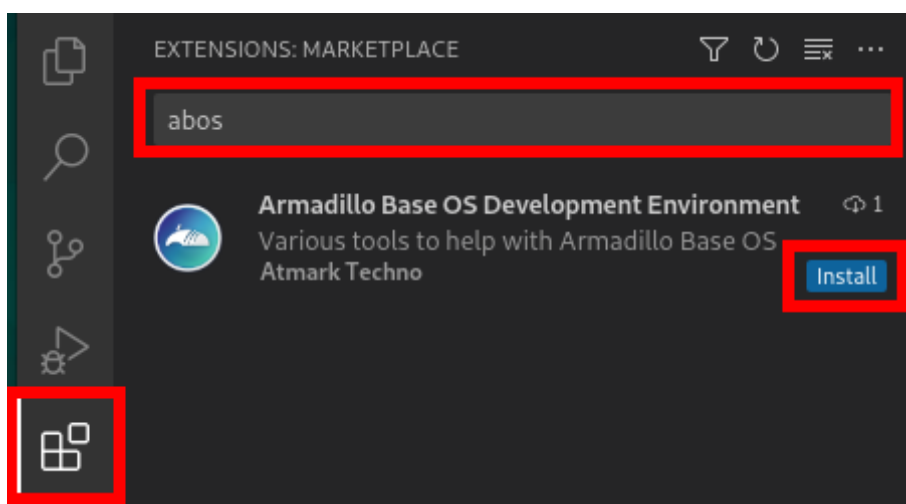 EXTENSIONS: MARKETPLACE
abos
Armadillo Base OS Development Environment 1
Various tools to help with Armadillo Base OS
Atmark Techno
Install